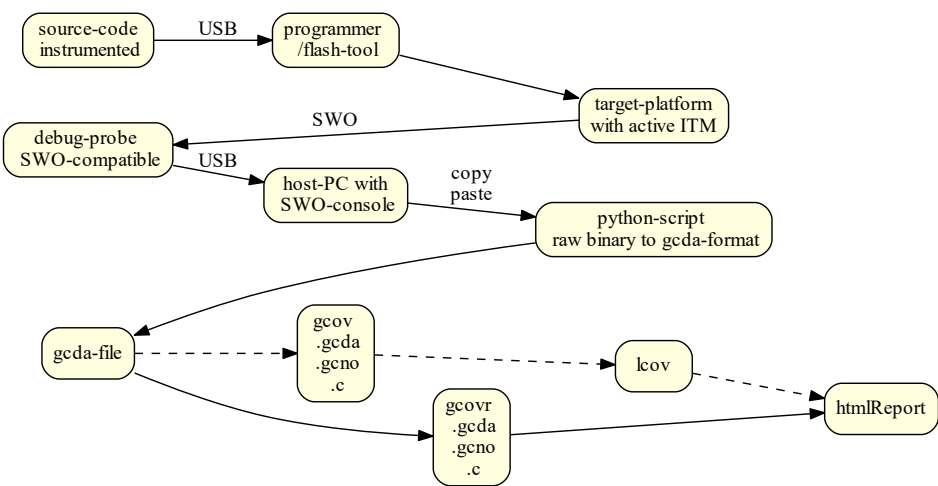 source-code
instrumented
USB
programmer
/flash-tool
target-platform
with active ITM
SWO
debug-probe
SWO-compatible
USB
host-PC with
SWO-console
copy
paste
python-script
raw binary to gcda-format
gcda-file
gcov
.gcda
.gcno
.c
lcov
htmlReport
gcovr
.gcda
.gcno
.c